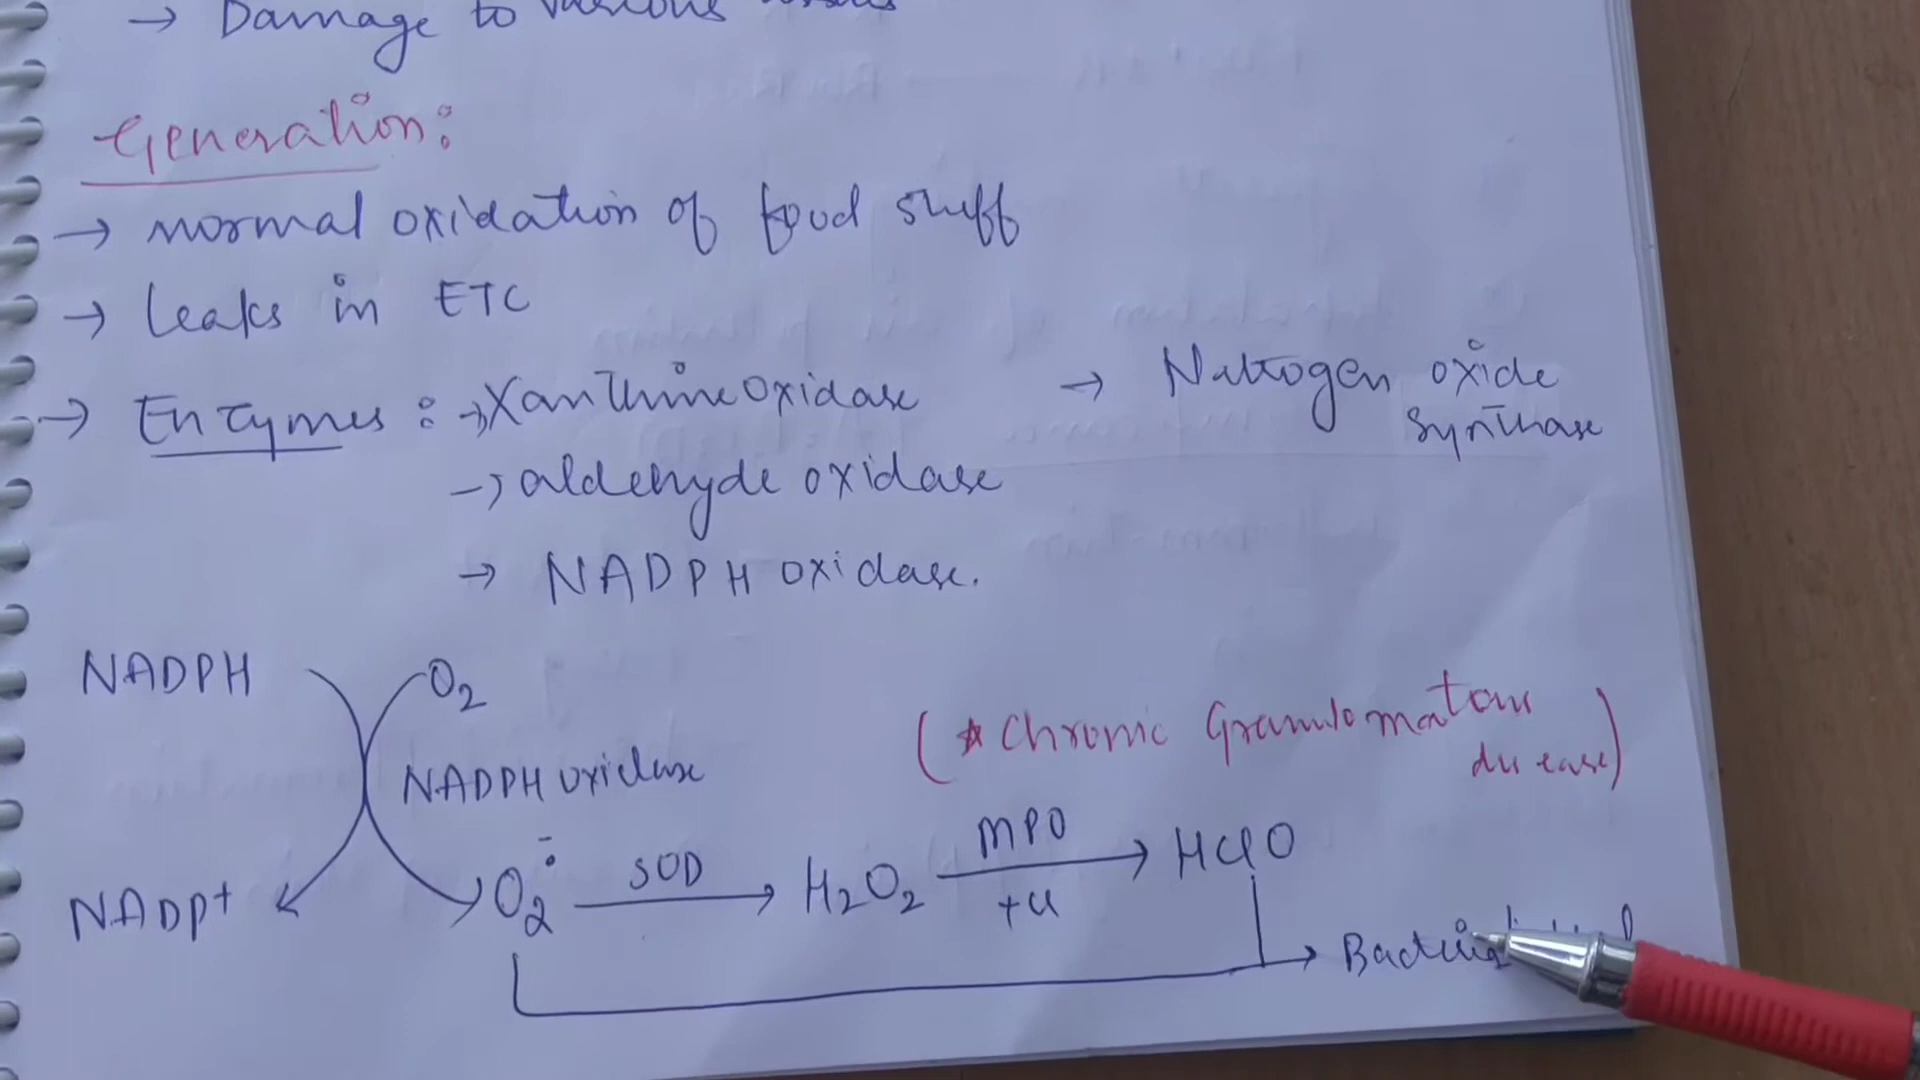 → Damage to various
Generation:
→ normal oxidation of food stuff
→ Leaks in ETC
→ Enzymes : → Xanthine oxidase → Nitrogen oxide synthase
→ aldehyde oxidase
→ NADPH oxidase.
NADPH O2
(* Chronic Granulomatous disease)
NADPH oxidase
NADP+ O2•̄ SOD → H2O2 MPO +Cl → HClO
→